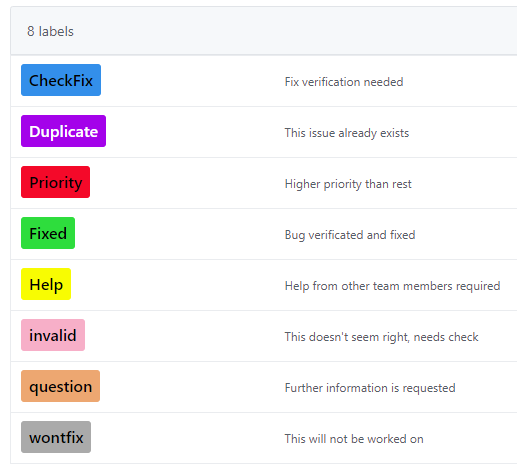 8 labels
CheckFix Fix verification needed
Duplicate This issue already exists
Priority Higher priority than rest
Fixed Bug verificated and fixed
Help Help from other team members required
invalid This doesn't seem right, needs check
question Further information is requested
wontfix This will not be worked on